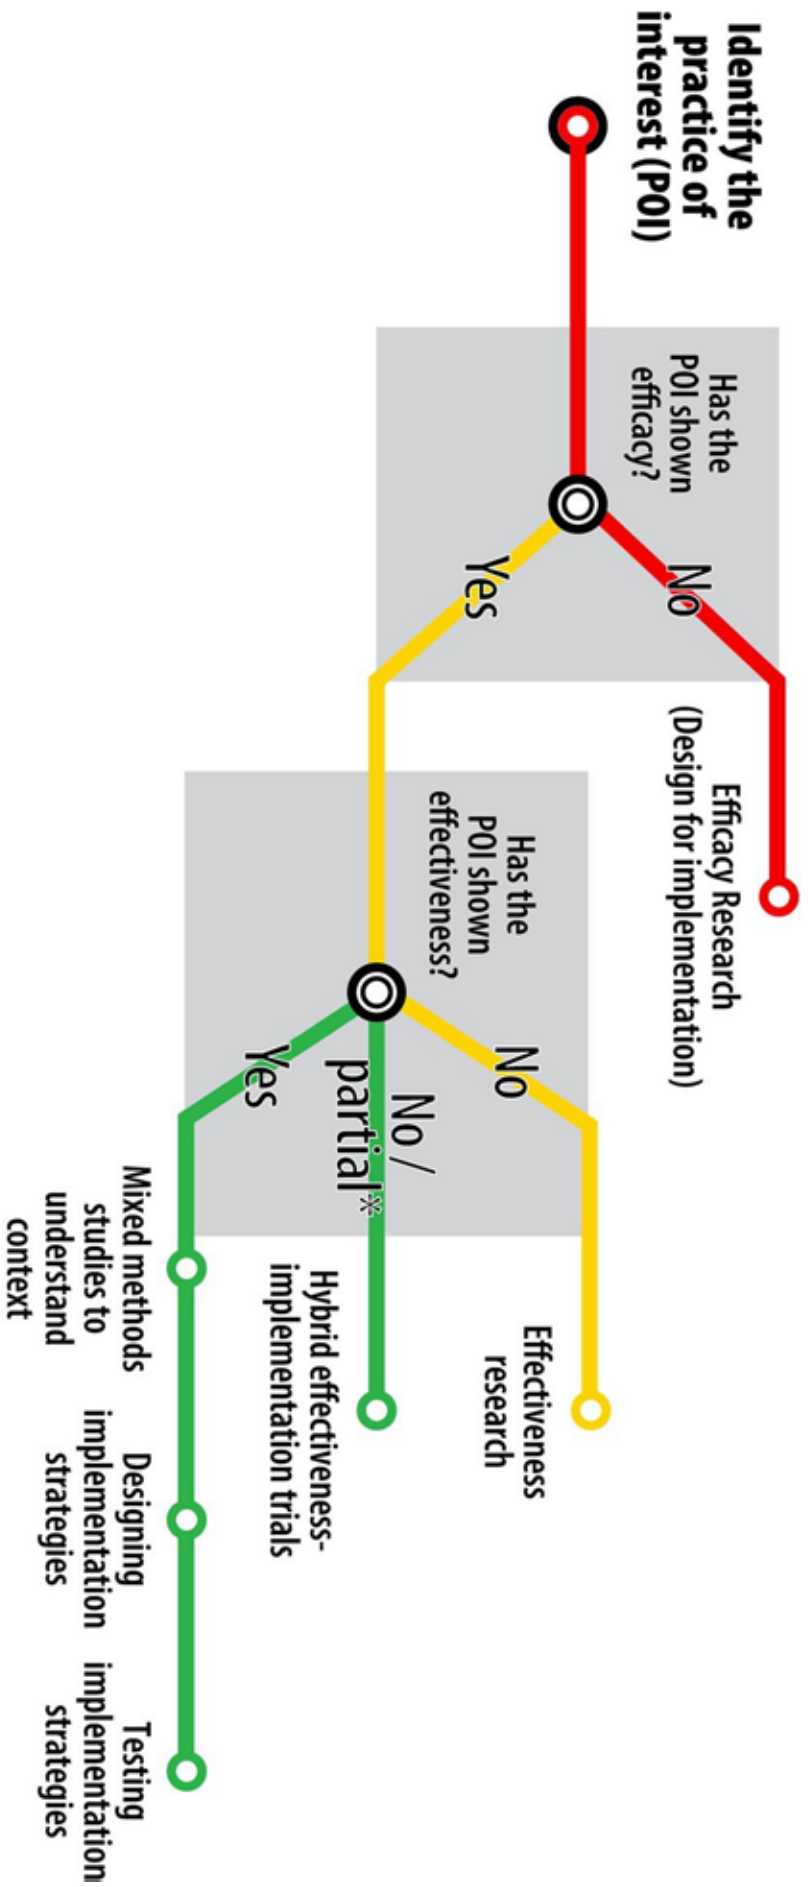 Identify the
practice of
interest (POI)
Has the
POI shown
efficacy?
No
Yes
Efficacy Research
(Design for implementation)
Has the
POI shown
effectiveness?
No
No /
partial*
Yes
Effectiveness
research
Hybrid effectiveness-
implementation trials
Mixed methods
studies to
understand
context
Designing
implementation
strategies
Testing
implementation
strategies